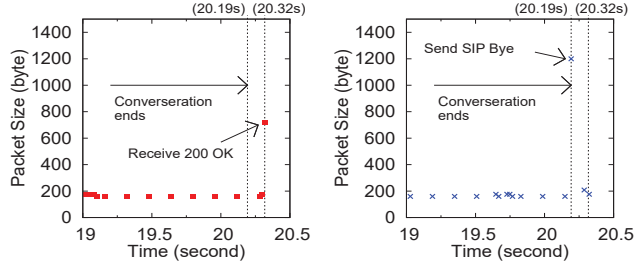 (20.19s) (20.32s)
1400
1200
1000
800
600
400
200
0
Packet Size (byte)
Converseration
ends
Receive 200 OK
19
19.5
20
20.5
Time (second)
(20.19s) (20.32s)
1400
1200
1000
800
600
400
200
0
Packet Size (byte)
Send SIP Bye
Converseration
ends
19
19.5
20
20.5
Time (second)